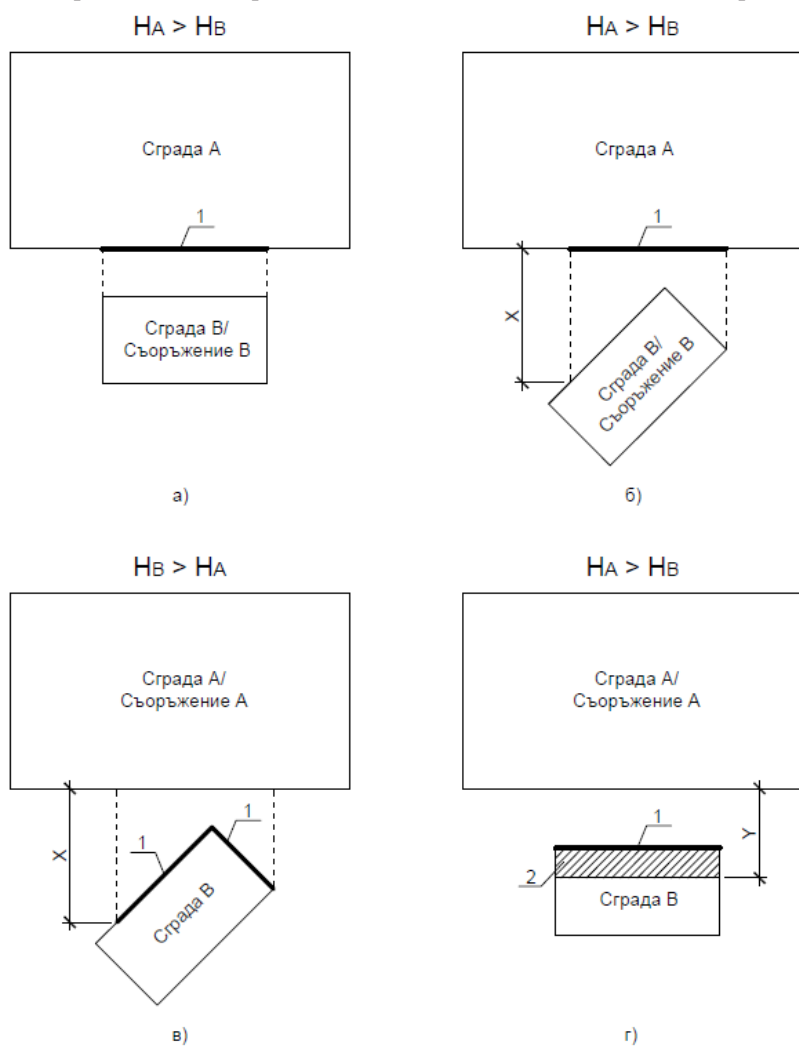 HA > HB
HA > HB
Сграда А
Сграда А
1
1
X
Сграда В/
Съоръжение В
Сграда В/
Съоръжение В
а)
б)
HB > HA
HA > HB
Сграда А/
Съоръжение А
Сграда А/
Съоръжение А
X
1
1
Сграда В
Y
1
2
Сграда В
в)
г)